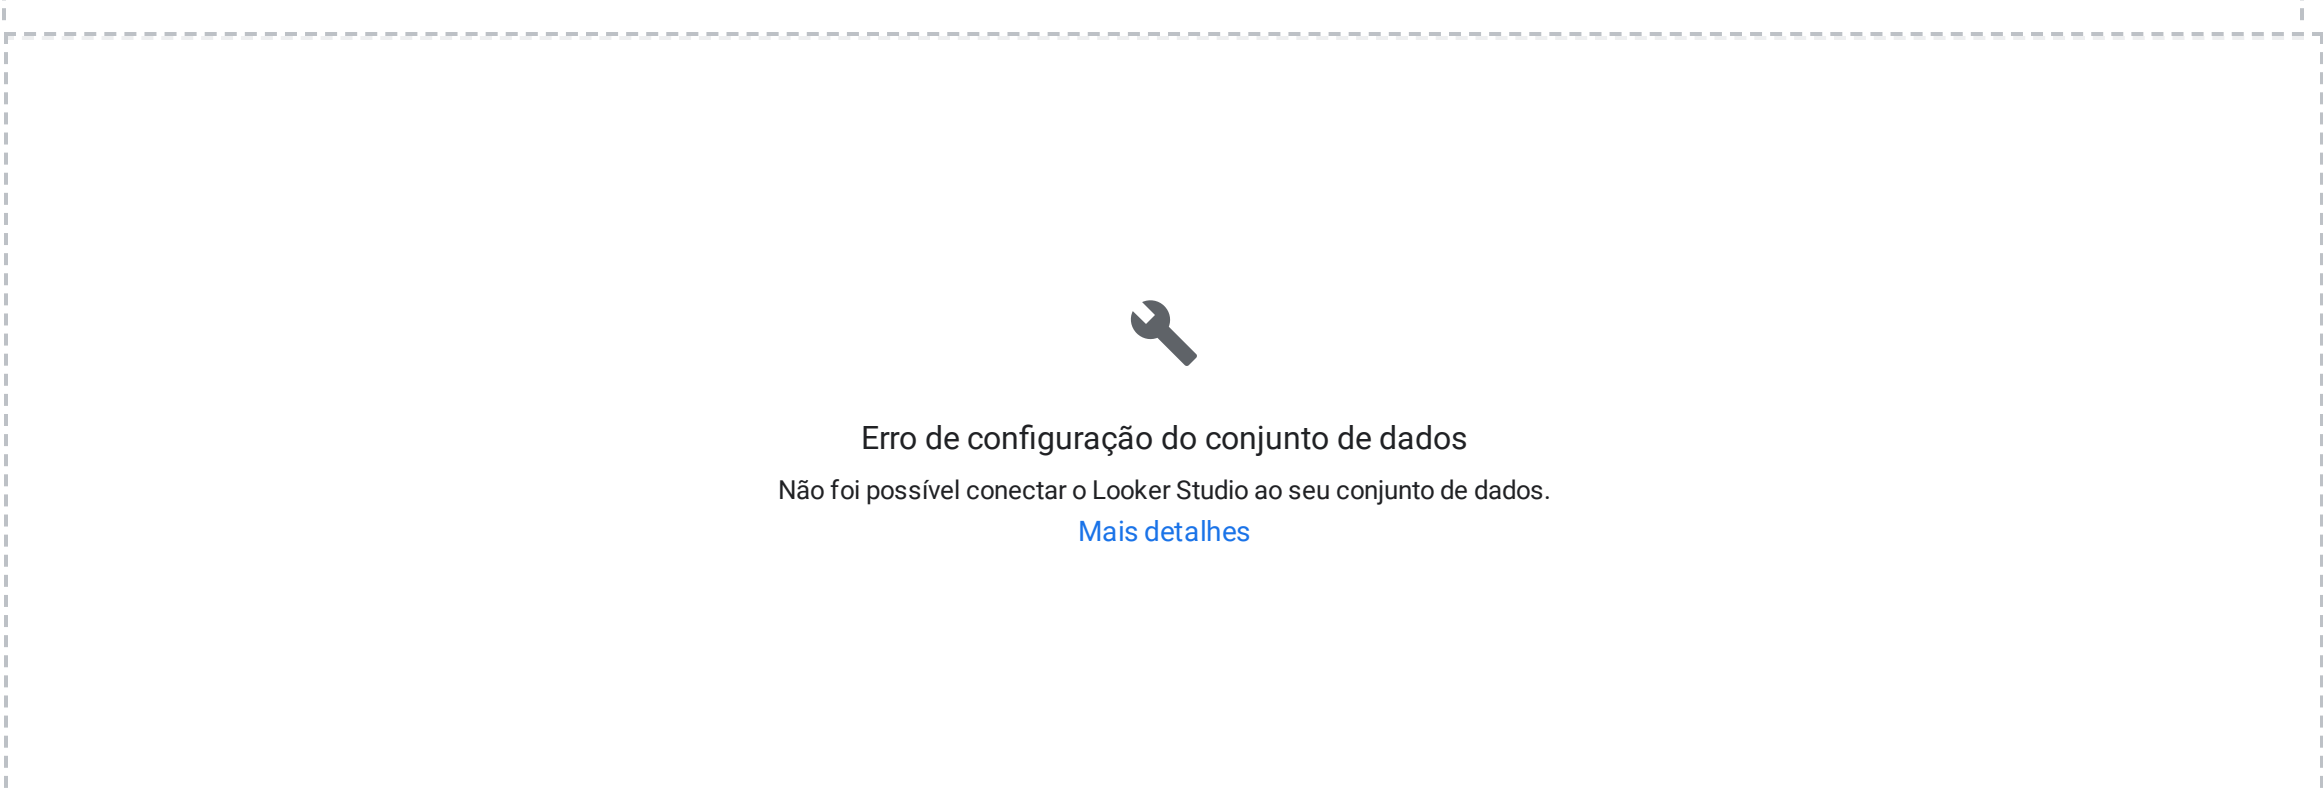 Erro de configuração do conjunto de dados
Não foi possível conectar o Looker Studio ao seu conjunto de dados.
Mais detalhes